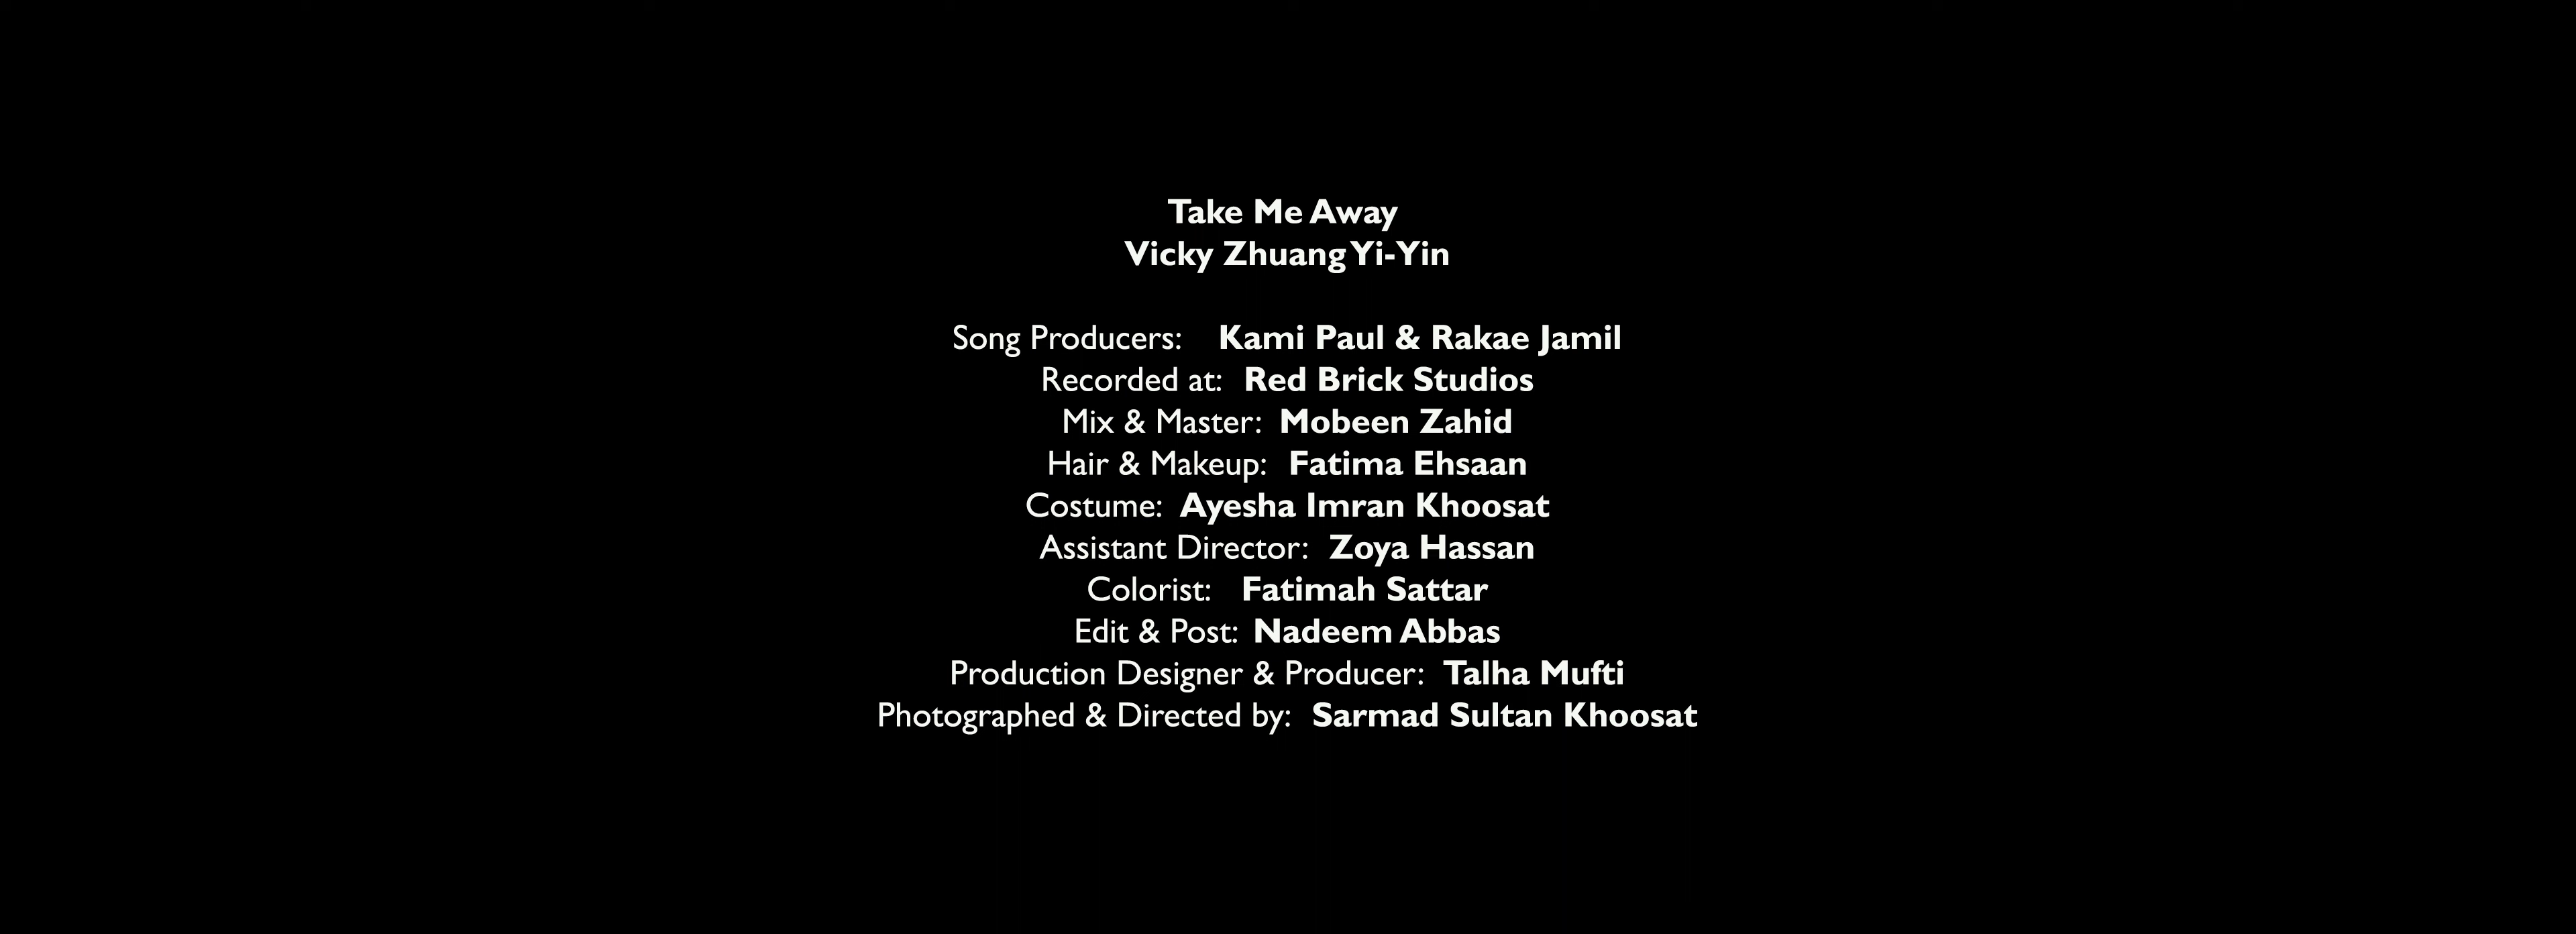 Take Me Away
Vicky Zhuang Yi-Yin
Song Producers: Kami Paul & Rakae Jamil
Recorded at: Red Brick Studios
Mix & Master: Mobeen Zahid
Hair & Makeup: Fatima Ehsaan
Costume: Ayesha Imran Khoosat
Assistant Director: Zoya Hassan
Colorist: Fatimah Sattar
Edit & Post: Nadeem Abbas
Production Designer & Producer: Talha Mufti
Photographed & Directed by: Sarmad Sultan Khoosat